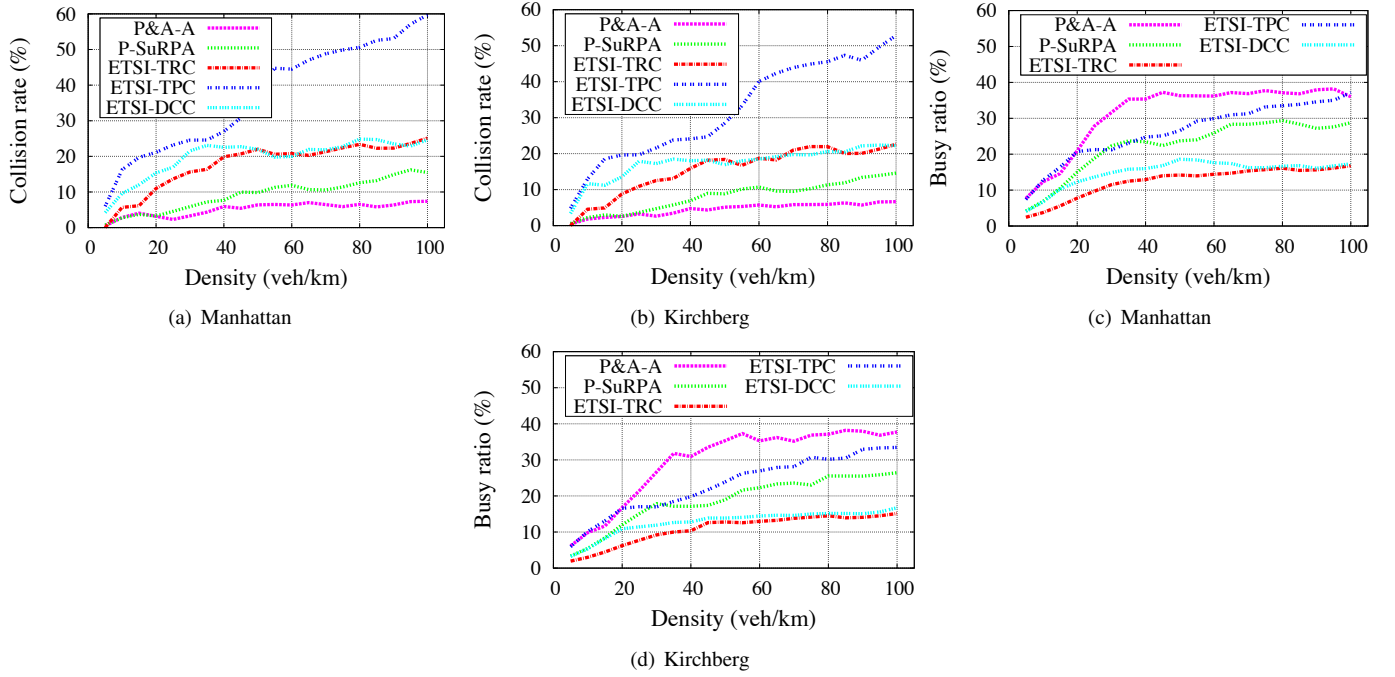 60
50
40
30
20
10
0
Collision rate (%)
P&A-A
P-SuRPA
ETSI-TRC
ETSI-TPC
ETSI-DCC
0 20 40 60 80 100
Density (veh/km)
(a) Manhattan
60
50
40
30
20
10
0
Collision rate (%)
P&A-A
P-SuRPA
ETSI-TRC
ETSI-TPC
ETSI-DCC
0 20 40 60 80 100
Density (veh/km)
(b) Kirchberg
60
50
40
30
20
10
0
Busy ratio (%)
P&A-A ETSI-TPC
P-SuRPA ETSI-DCC
ETSI-TRC
0 20 40 60 80 100
Density (veh/km)
(c) Manhattan
60
50
40
30
20
10
0
Busy ratio (%)
P&A-A ETSI-TPC
P-SuRPA ETSI-DCC
ETSI-TRC
0 20 40 60 80 100
Density (veh/km)
(d) Kirchberg